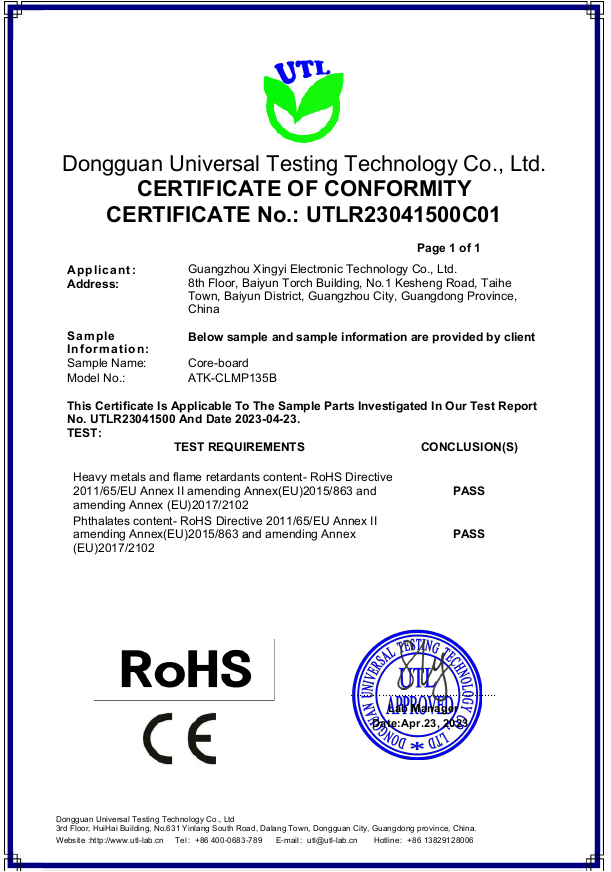 UTL
Dongguan Universal Testing Technology Co., Ltd.
CERTIFICATE OF CONFORMITY
CERTIFICATE No.: UTLR23041500C01
Page 1 of 1
Applicant: Guangzhou Xingyi Electronic Technology Co., Ltd.
Address: 8th Floor, Baiyun Torch Building, No.1 Kesheng Road, Taihe
Town, Baiyun District, Guangzhou City, Guangdong Province,
China
Sample Below sample and sample information are provided by client
Information:
Sample Name: Core-board
Model No.: ATK-CLMP135B
This Certificate Is Applicable To The Sample Parts Investigated In Our Test Report
No. UTLR23041500 And Date 2023-04-23.
TEST:
TEST REQUIREMENTS CONCLUSION(S)
Heavy metals and flame retardants content- RoHS Directive
2011/65/EU Annex II amending Annex(EU)2015/863 and PASS
amending Annex (EU)2017/2102
Phthalates content- RoHS Directive 2011/65/EU Annex II
amending Annex(EU)2015/863 and amending Annex PASS
(EU)2017/2102
RoHS
CE
DONGGUAN UNIVERSAL TESTING TECHNOLOGY CO., LTD
UTL
APPROVED
Lab Manager
Date:Apr.23, 2023
Dongguan Universal Testing Technology Co., Ltd
3rd Floor, HuiHai Building, No.631 Yinlang South Road, Dalang Town, Dongguan City, Guangdong province, China.
Website :http://www.utl-lab.cn Tel: +86 400-0683-789 E-mail: utl@utl-lab.cn Hotline: +86 13829128006